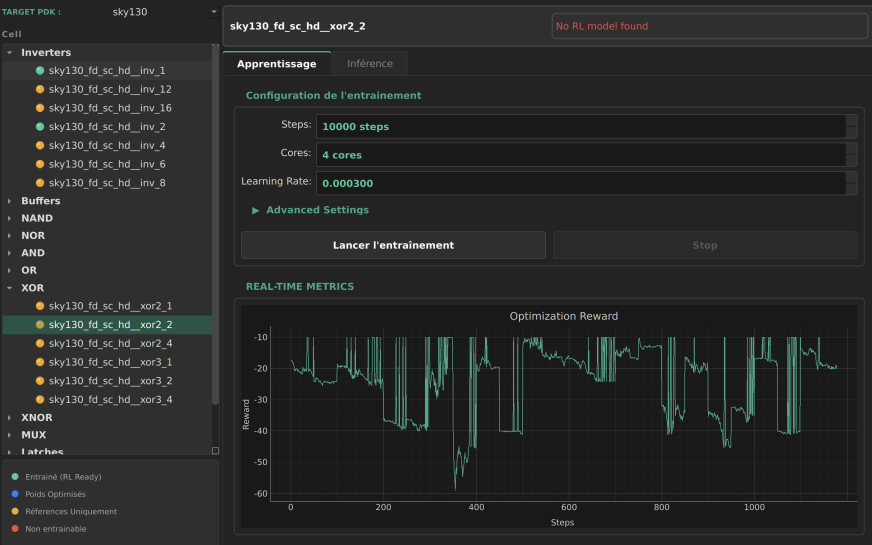 TARGET PDK : sky130
Cell
Inverters
sky130_fd_sc_hd__inv_1
sky130_fd_sc_hd__inv_12
sky130_fd_sc_hd__inv_16
sky130_fd_sc_hd__inv_2
sky130_fd_sc_hd__inv_4
sky130_fd_sc_hd__inv_6
sky130_fd_sc_hd__inv_8
Buffers
NAND
NOR
AND
OR
XOR
sky130_fd_sc_hd__xor2_1
sky130_fd_sc_hd__xor2_2
sky130_fd_sc_hd__xor2_4
sky130_fd_sc_hd__xor3_1
sky130_fd_sc_hd__xor3_2
sky130_fd_sc_hd__xor3_4
XNOR
MUX
Latches
Entrainé (RL Ready)
Poids Optimisés
Réferences Uniquement
Non entrainable
sky130_fd_sc_hd__xor2_2
No RL model found
Apprentissage Inférence
Configuration de l'entrainement
Steps: 10000 steps
Cores: 4 cores
Learning Rate: 0.000300
▶ Advanced Settings
Lancer l'entraînement Stop
REAL-TIME METRICS
Optimization Reward
-10
-20
-30
-40
-50
-60
Reward
0 200 400 600 800 1000
Steps